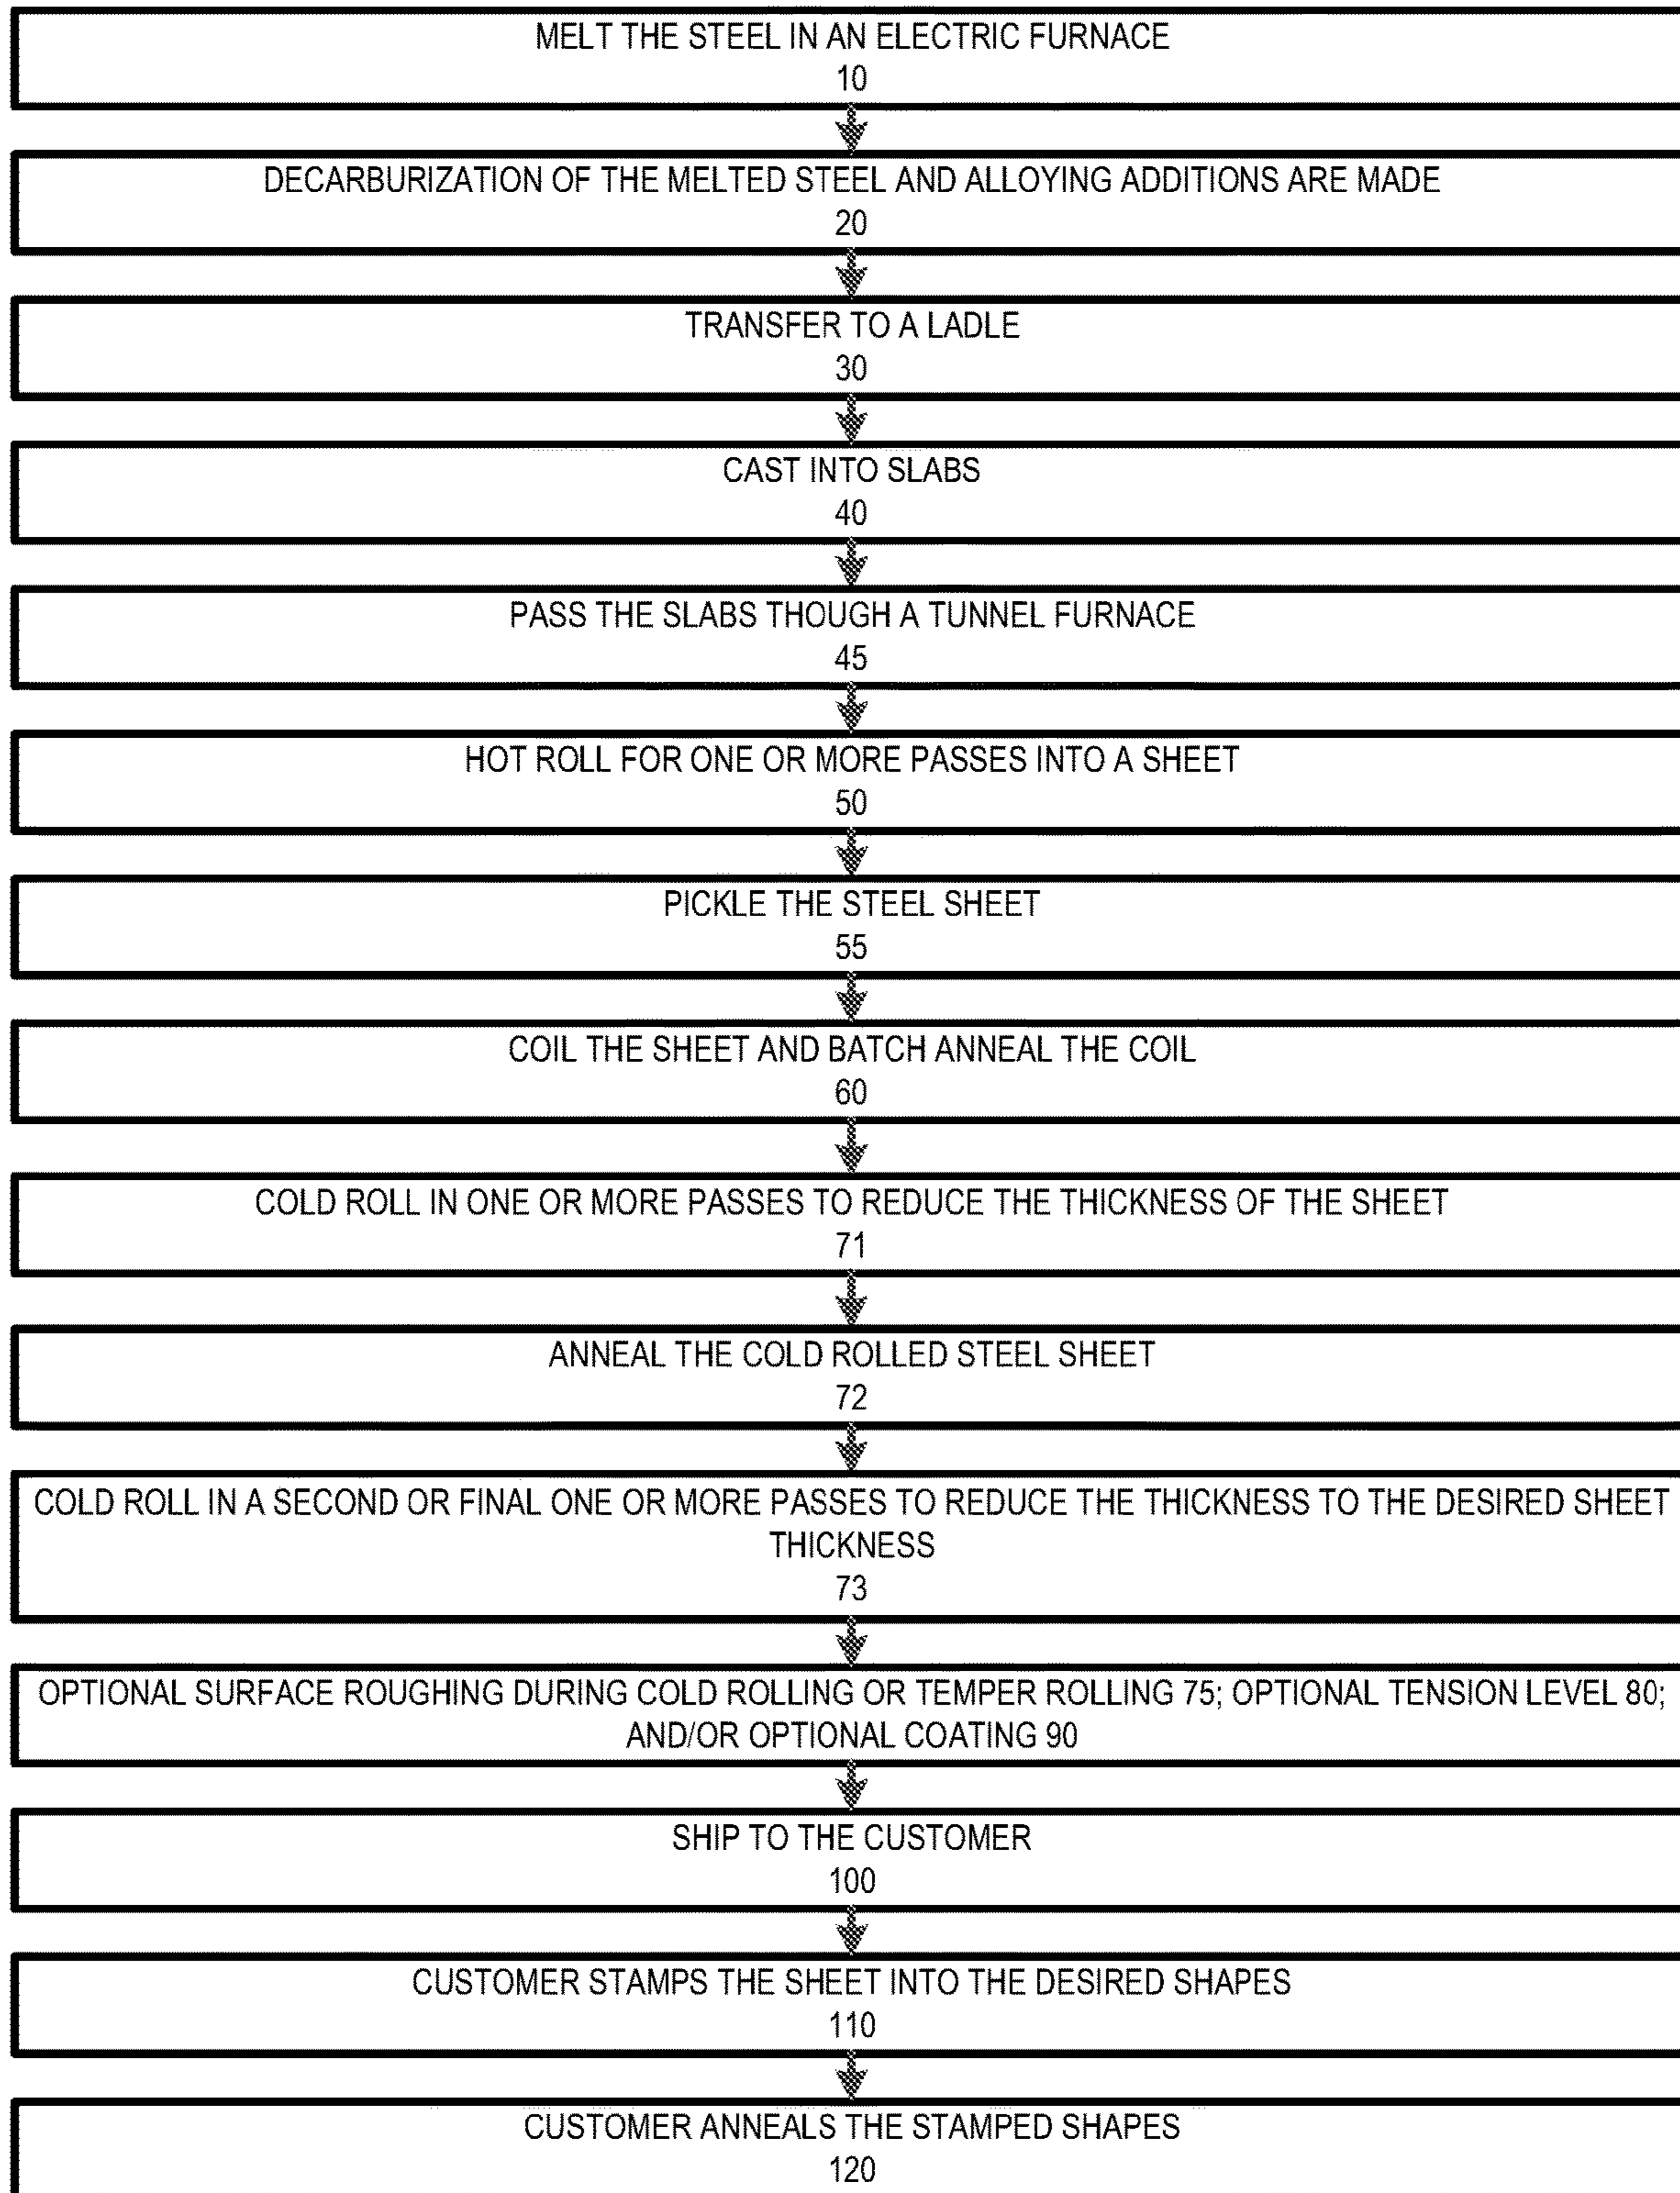 MELT THE STEEL IN AN ELECTRIC FURNACE
10
DECARBURIZATION OF THE MELTED STEEL AND ALLOYING ADDITIONS ARE MADE
20
TRANSFER TO A LADLE
30
CAST INTO SLABS
40
PASS THE SLABS THOUGH A TUNNEL FURNACE
45
HOT ROLL FOR ONE OR MORE PASSES INTO A SHEET
50
PICKLE THE STEEL SHEET
55
COIL THE SHEET AND BATCH ANNEAL THE COIL
60
COLD ROLL IN ONE OR MORE PASSES TO REDUCE THE THICKNESS OF THE SHEET
71
ANNEAL THE COLD ROLLED STEEL SHEET
72
COLD ROLL IN A SECOND OR FINAL ONE OR MORE PASSES TO REDUCE THE THICKNESS TO THE DESIRED SHEET
THICKNESS
73
OPTIONAL SURFACE ROUGHING DURING COLD ROLLING OR TEMPER ROLLING 75; OPTIONAL TENSION LEVEL 80;
AND/OR OPTIONAL COATING 90
SHIP TO THE CUSTOMER
100
CUSTOMER STAMPS THE SHEET INTO THE DESIRED SHAPES
110
CUSTOMER ANNEALS THE STAMPED SHAPES
120